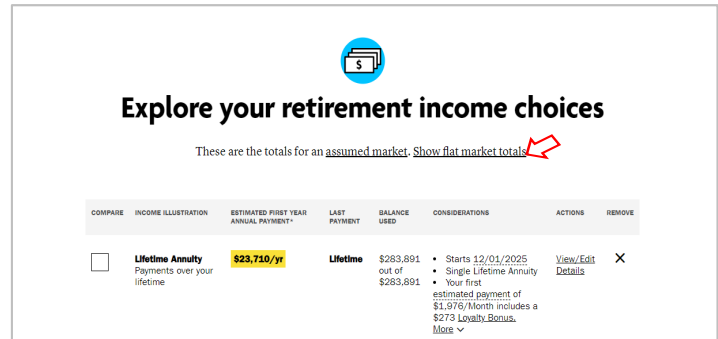 $
Explore your retirement income choices
These are the totals for an assumed market. Show flat market totals
COMPARE INCOME ILLUSTRATION ESTIMATED FIRST YEAR LAST BALANCE CONSIDERATIONS ACTIONS REMOVE
ANNUAL PAYMENT* PAYMENT USED
Lifetime Annuity $23,710/yr Lifetime $283,891 • Starts 12/01/2025 View/Edit X
Payments over your out of • Single Lifetime Annuity Details
lifetime $283,891 • Your first
estimated payment of
$1,976/Month includes a
$273 Loyalty Bonus.
More